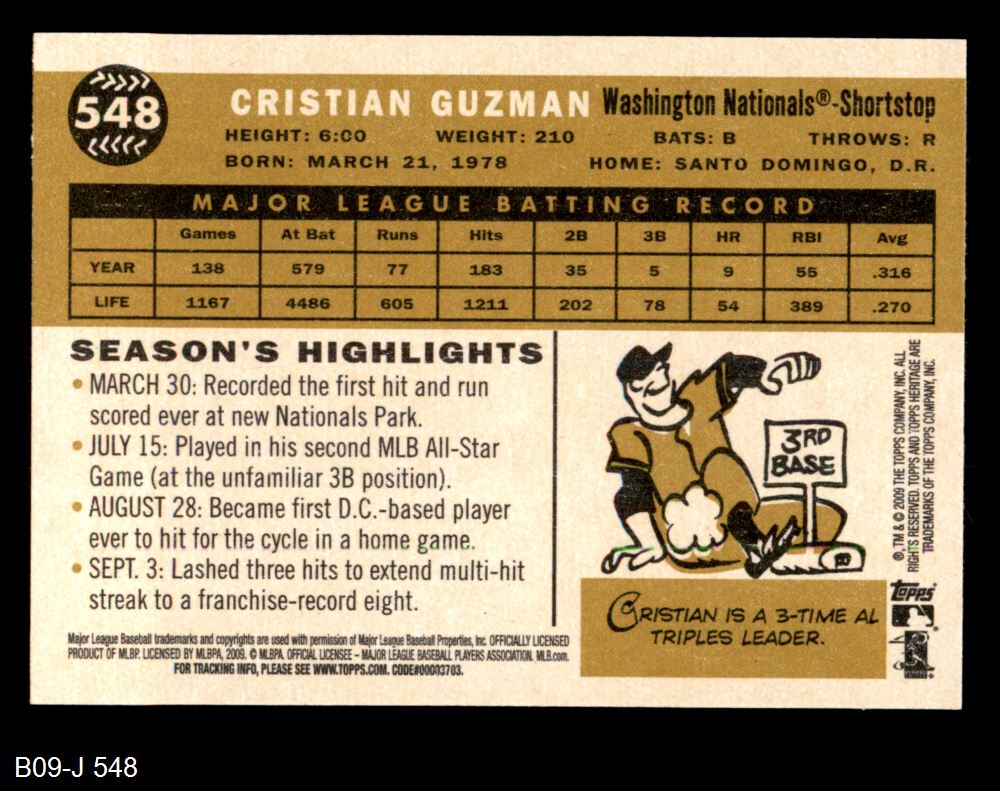 548
CRISTIAN GUZMAN Washington Nationals®-Shortstop
HEIGHT: 6:00 WEIGHT: 210 BATS: B THROWS: R
BORN: MARCH 21, 1978 HOME: SANTO DOMINGO, D.R.
MAJOR LEAGUE BATTING RECORD
Games At Bat Runs Hits 2B 3B HR RBI Avg
YEAR 138 579 77 183 35 5 9 55 .316
LIFE 1167 4486 605 1211 202 78 54 389 .270
SEASON'S HIGHLIGHTS
• MARCH 30: Recorded the first hit and run
scored ever at new Nationals Park.
• JULY 15: Played in his second MLB All-Star
Game (at the unfamiliar 3B position).
• AUGUST 28: Became first D.C.-based player
ever to hit for the cycle in a home game.
• SEPT. 3: Lashed three hits to extend multi-hit
streak to a franchise-record eight.
Major League Baseball trademarks and copyrights are used with permission of Major League Baseball Properties, Inc. OFFICIALLY LICENSED
PRODUCT OF MLBP. LICENSED BY MLBPA, 2009. © MLBPA. OFFICIAL LICENSEE – MAJOR LEAGUE BASEBALL PLAYERS ASSOCIATION. MLB.com.
FOR TRACKING INFO, PLEASE SEE WWW.TOPPS.COM. CODE#00003703.
3RD
BASE
CRISTIAN IS A 3-TIME AL
TRIPLES LEADER.
®, TM & © 2009 THE TOPPS COMPANY, INC. ALL
RIGHTS RESERVED. TOPPS AND TOPPS HERITAGE ARE
TRADEMARKS OF THE TOPPS COMPANY, INC.
Topps
B09-J 548